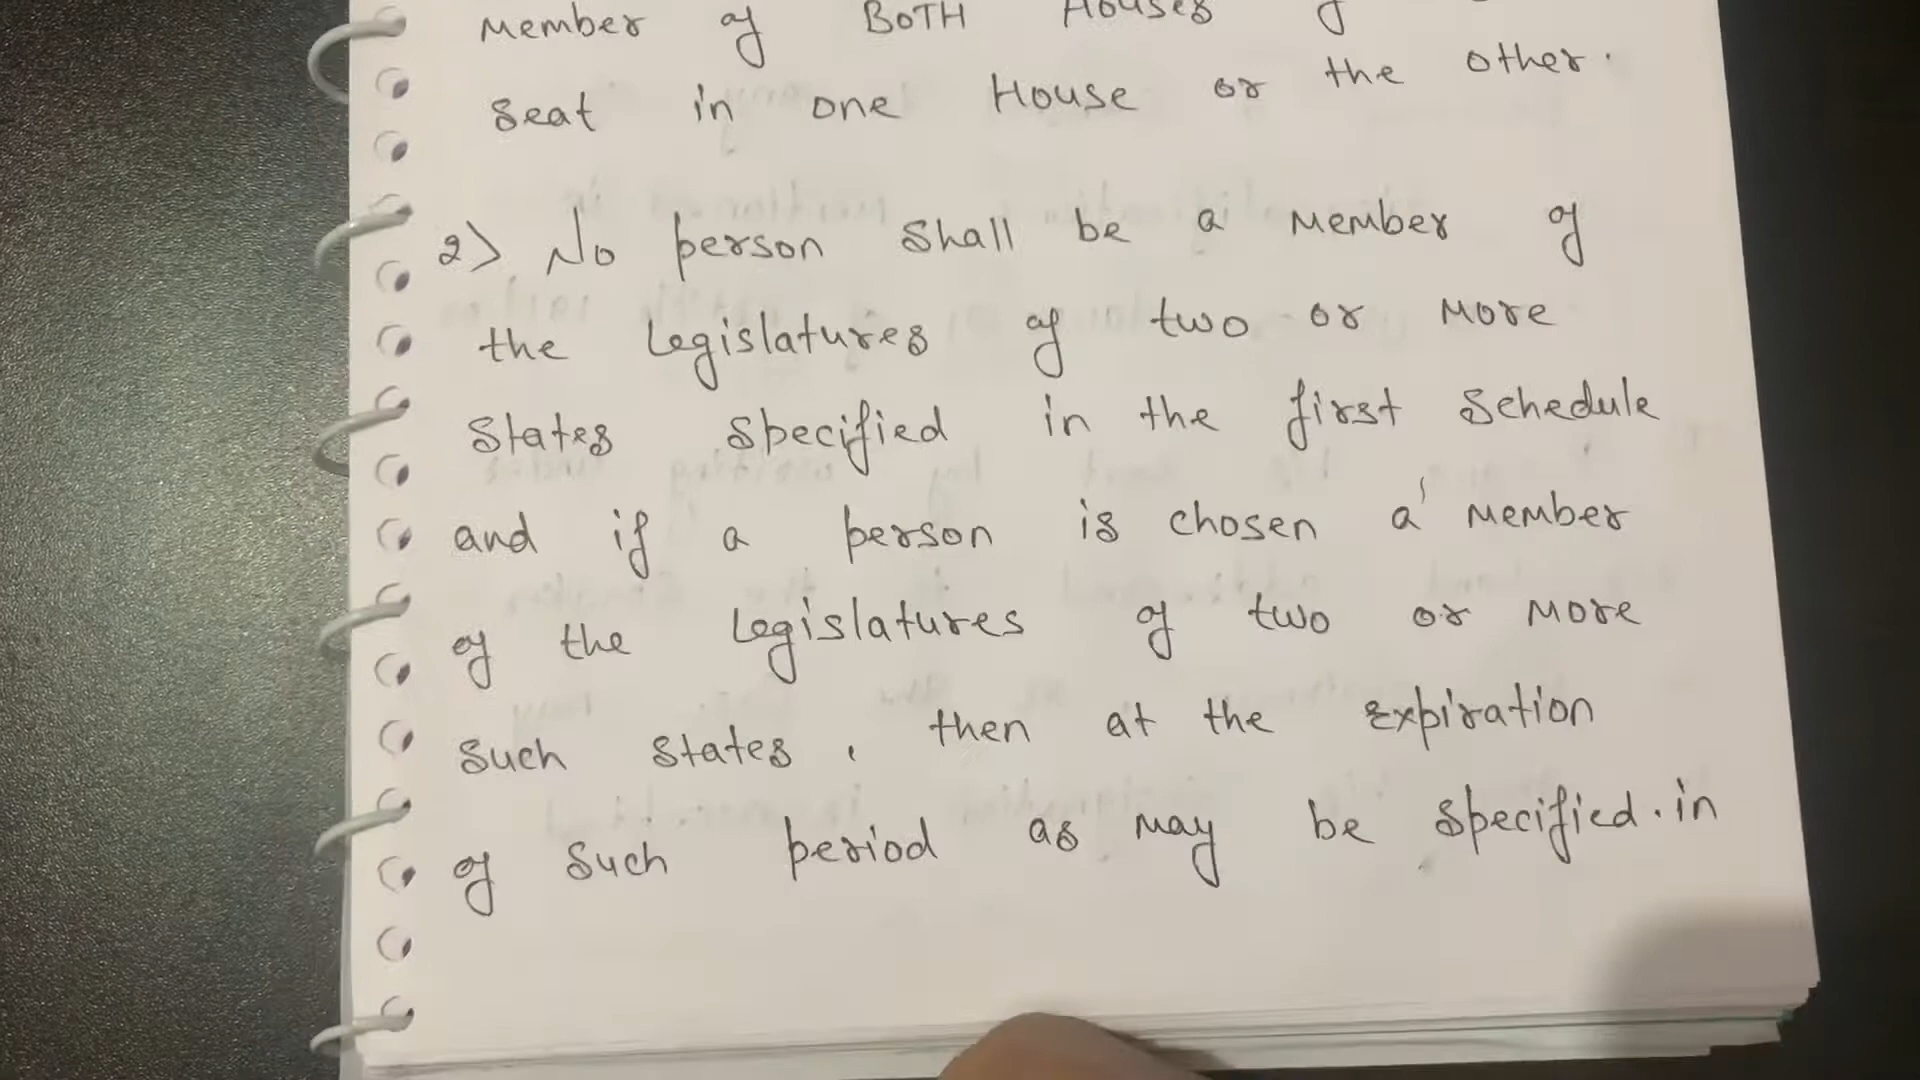 Member of BOTH Houses
seat in one House or the other.
2) No person shall be a Member of
the Legislatures of two or more
States specified in the first Schedule
and if a person is chosen a Member
of the Legislatures of two or more
such states, then at the Expiration
of such period as may be specified.in